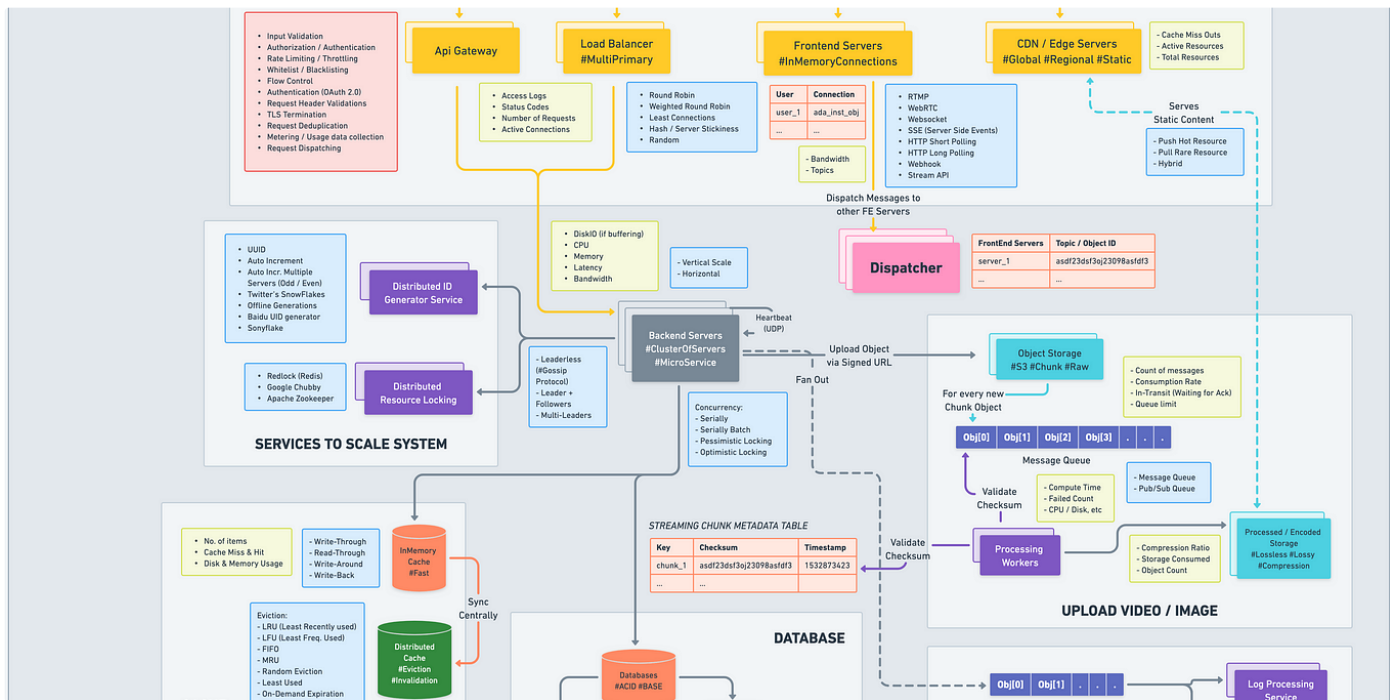 • Input Validation
• Authorization / Authentication
• Rate Limiting / Throttling
• Whitelist / Blacklisting
• Flow Control
• Authentication (OAuth 2.0)
• Request Header Validations
• TLS Termination
• Request Deduplication
• Metering / Usage data collection
• Request Dispatching
Api Gateway
Load Balancer
#MultiPrimary
Frontend Servers
#InMemoryConnections
CDN / Edge Servers
#Global #Regional #Static
- Cache Miss Outs
- Active Resources
- Total Resources
• Access Logs
• Status Codes
• Number of Requests
• Active Connections
• Round Robin
• Weighted Round Robin
• Least Connections
• Hash / Server Stickiness
• Random
User Connection
user_1 ada_inst_obj
... ...
- Bandwidth
- Topics
• RTMP
• WebRTC
• Websocket
• SSE (Server Side Events)
• HTTP Short Polling
• HTTP Long Polling
• Webhook
• Stream API
Serves
Static Content
- Push Hot Resource
- Pull Rare Resource
- Hybrid
Dispatch Messages to
other FE Servers
Dispatcher
FrontEnd Servers Topic / Object ID
server_1 asdf23dsf3oj23098asfdf3
... ...
• UUID
• Auto Increment
• Auto Incr. Multiple
Servers (Odd / Even)
• Twitter's SnowFlakes
• Offline Generations
• Baidu UID generator
• Sonyflake
Distributed ID
Generator Service
• Redlock (Redis)
• Google Chubby
• Apache Zookeeper
Distributed
Resource Locking
SERVICES TO SCALE SYSTEM
• DiskIO (if buffering)
• CPU
• Memory
• Latency
• Bandwidth
- Vertical Scale
- Horizontal
Backend Servers
#ClusterOfServers
#MicroService
Heartbeat
(UDP)
- Leaderless
(#Gossip
Protocol)
- Leader +
Followers
- Multi-Leaders
Concurrency:
- Serially
- Serially Batch
- Pessimistic Locking
- Optimistic Locking
Upload Object
via Signed URL
Fan Out
Object Storage
#S3 #Chunk #Raw
For every new
Chunk Object
- Count of messages
- Consumption Rate
- In-Transit (Waiting for Ack)
- Queue limit
Obj[0] Obj[1] Obj[2] Obj[3] . . .
Message Queue
Validate
Checksum
- Compute Time
- Failed Count
- CPU / Disk, etc
- Message Queue
- Pub/Sub Queue
Processing
Workers
- Compression Ratio
- Storage Consumed
- Object Count
Processed / Encoded
Storage
#Lossless #Lossy
#Compression
UPLOAD VIDEO / IMAGE
STREAMING CHUNK METADATA TABLE
Key Checksum Timestamp
chunk_1 asdf23dsf3oj23098asfdf3 1532873423
... ...
Validate
Checksum
• No. of items
• Cache Miss & Hit
• Disk & Memory Usage
- Write-Through
- Read-Through
- Write-Around
- Write-Back
InMemory
Cache
#Fast
Sync
Centrally
Eviction:
- LRU (Least Recently used)
- LFU (Least Freq. Used)
- FIFO
- MRU
- Random Eviction
- Least Used
- On-Demand Expiration
Distributed
Cache
#Eviction
#Invalidation
DATABASE
Databases
#ACID #BASE
Obj[0] Obj[1] . . .
Log Processing
Service